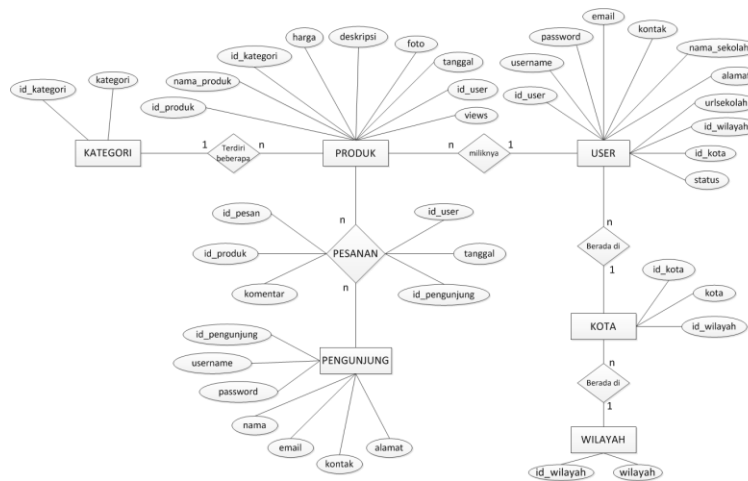 email
password
kontak
username
nama_sekolah
id_user
alamat
urlsekolah
id_wilayah
id_kota
status
harga
deskripsi
foto
id_kategori
tanggal
nama_produk
id_user
id_produk
views
kategori
id_kategori
KATEGORI
1
Terdiri
beberapa
n
PRODUK
n
miliknya
1
USER
n
id_pesan
id_user
id_produk
PESANAN
tanggal
komentar
id_pengunjung
n
n
Berada di
1
id_kota
kota
KOTA
id_wilayah
n
Berada di
1
WILAYAH
id_wilayah
wilayah
id_pengunjung
username
PENGUNJUNG
password
nama
email
kontak
alamat